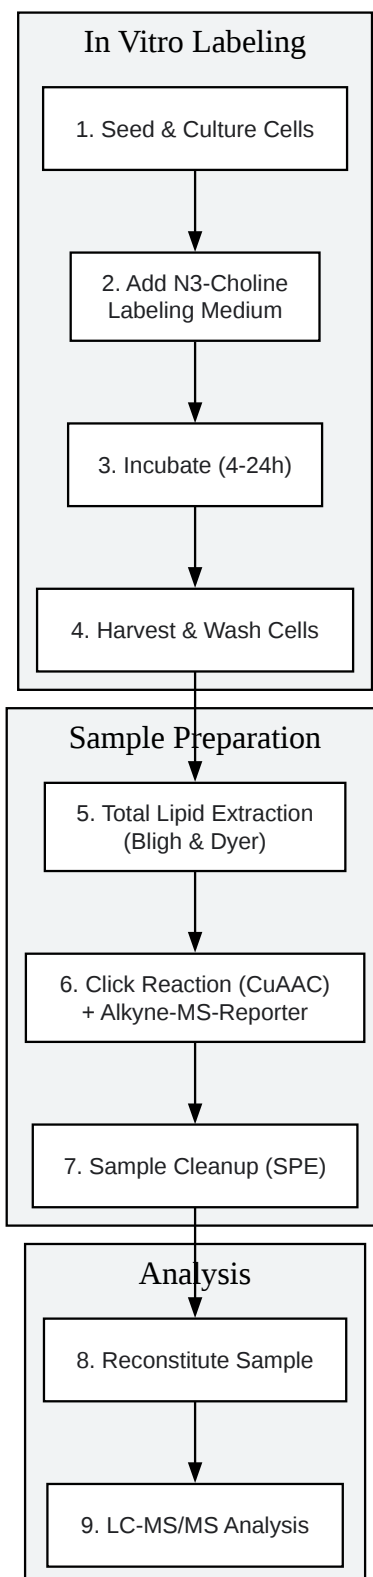 In Vitro Labeling
1. Seed & Culture Cells
2. Add N3-Choline
Labeling Medium
3. Incubate (4-24h)
4. Harvest & Wash Cells
Sample Preparation
5. Total Lipid Extraction
(Bligh & Dyer)
6. Click Reaction (CuAAC)
+ Alkyne-MS-Reporter
7. Sample Cleanup (SPE)
Analysis
8. Reconstitute Sample
9. LC-MS/MS Analysis